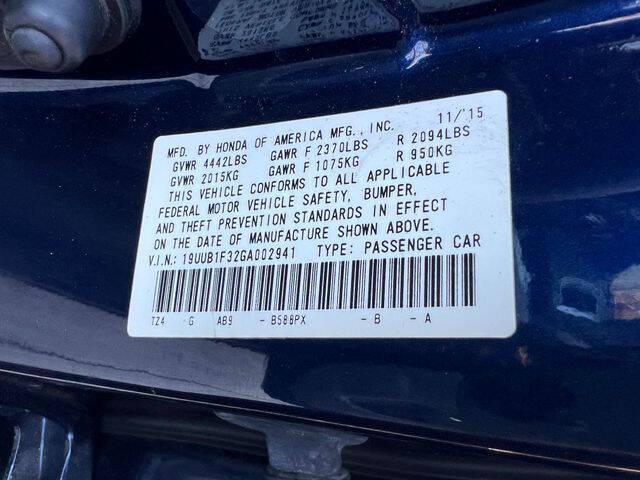 11/'15
MFD. BY HONDA OF AMERICA MFG., INC.
GVWR 4442LBS GAWR F 2370LBS R 2094LBS
GVWR 2015KG GAWR F 1075KG R 950KG
THIS VEHICLE CONFORMS TO ALL APPLICABLE
FEDERAL MOTOR VEHICLE SAFETY, BUMPER,
AND THEFT PREVENTION STANDARDS IN EFFECT
ON THE DATE OF MANUFACTURE SHOWN ABOVE.
V.I.N.: 19UUB1F32GA002941 TYPE: PASSENGER CAR
TZ4 -G AB9 -B588PX -B -A